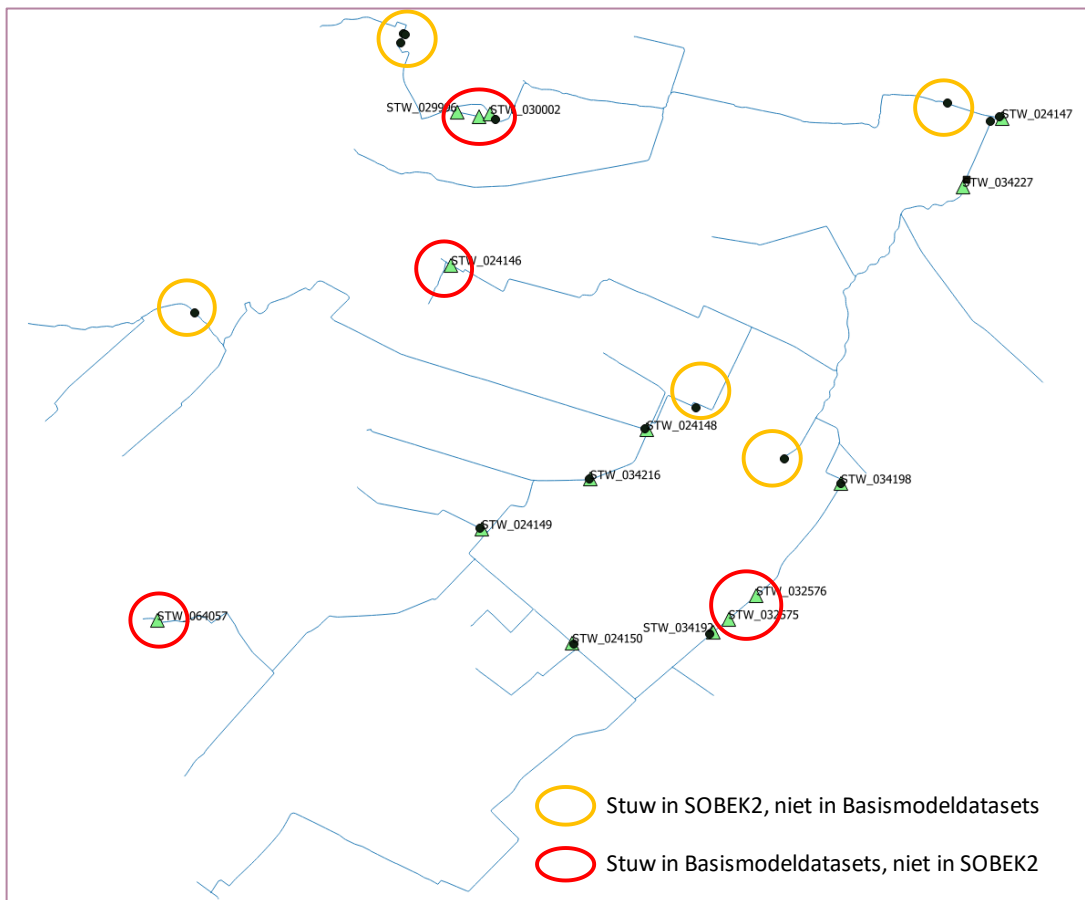 STW_029996
STW_030002
STW_024147
STW_034227
STW_024146
STW_024148
STW_034216
STW_034198
STW_024149
STW_032576
STW_064057
STW_032575
STW_034192
STW_024150
Stuw in SOBEK2, niet in Basismodeldatasets
Stuw in Basismodeldatasets, niet in SOBEK2